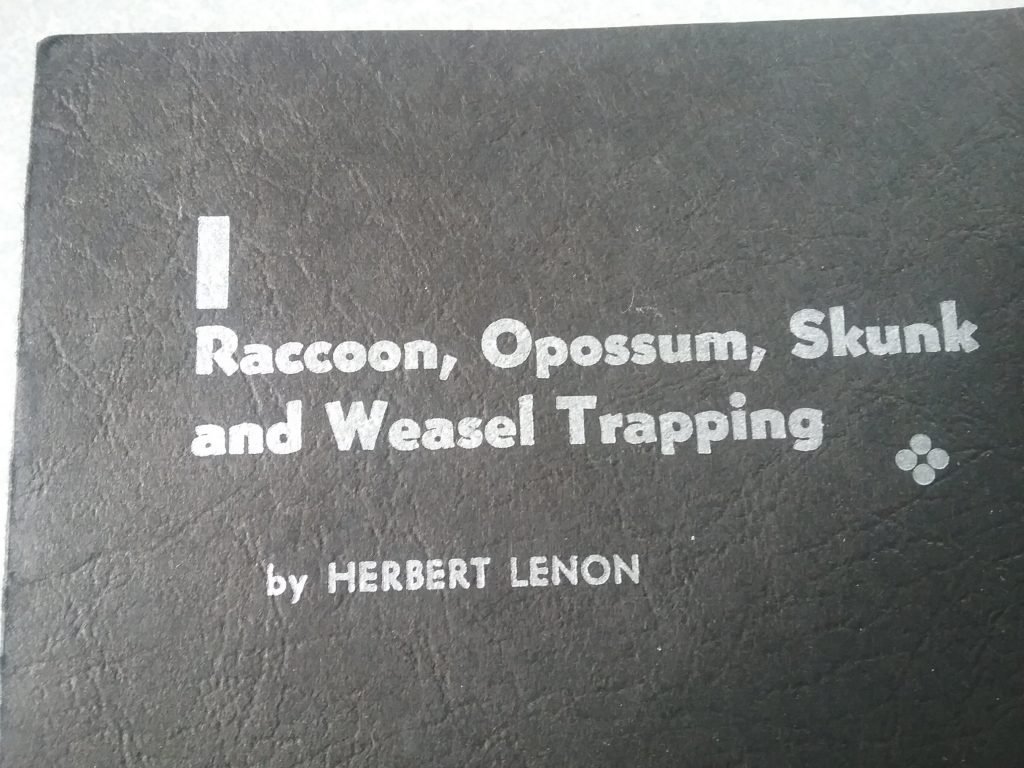 Raccoon, Opossum, Skunk
and Weasel Trapping
by HERBERT LENON